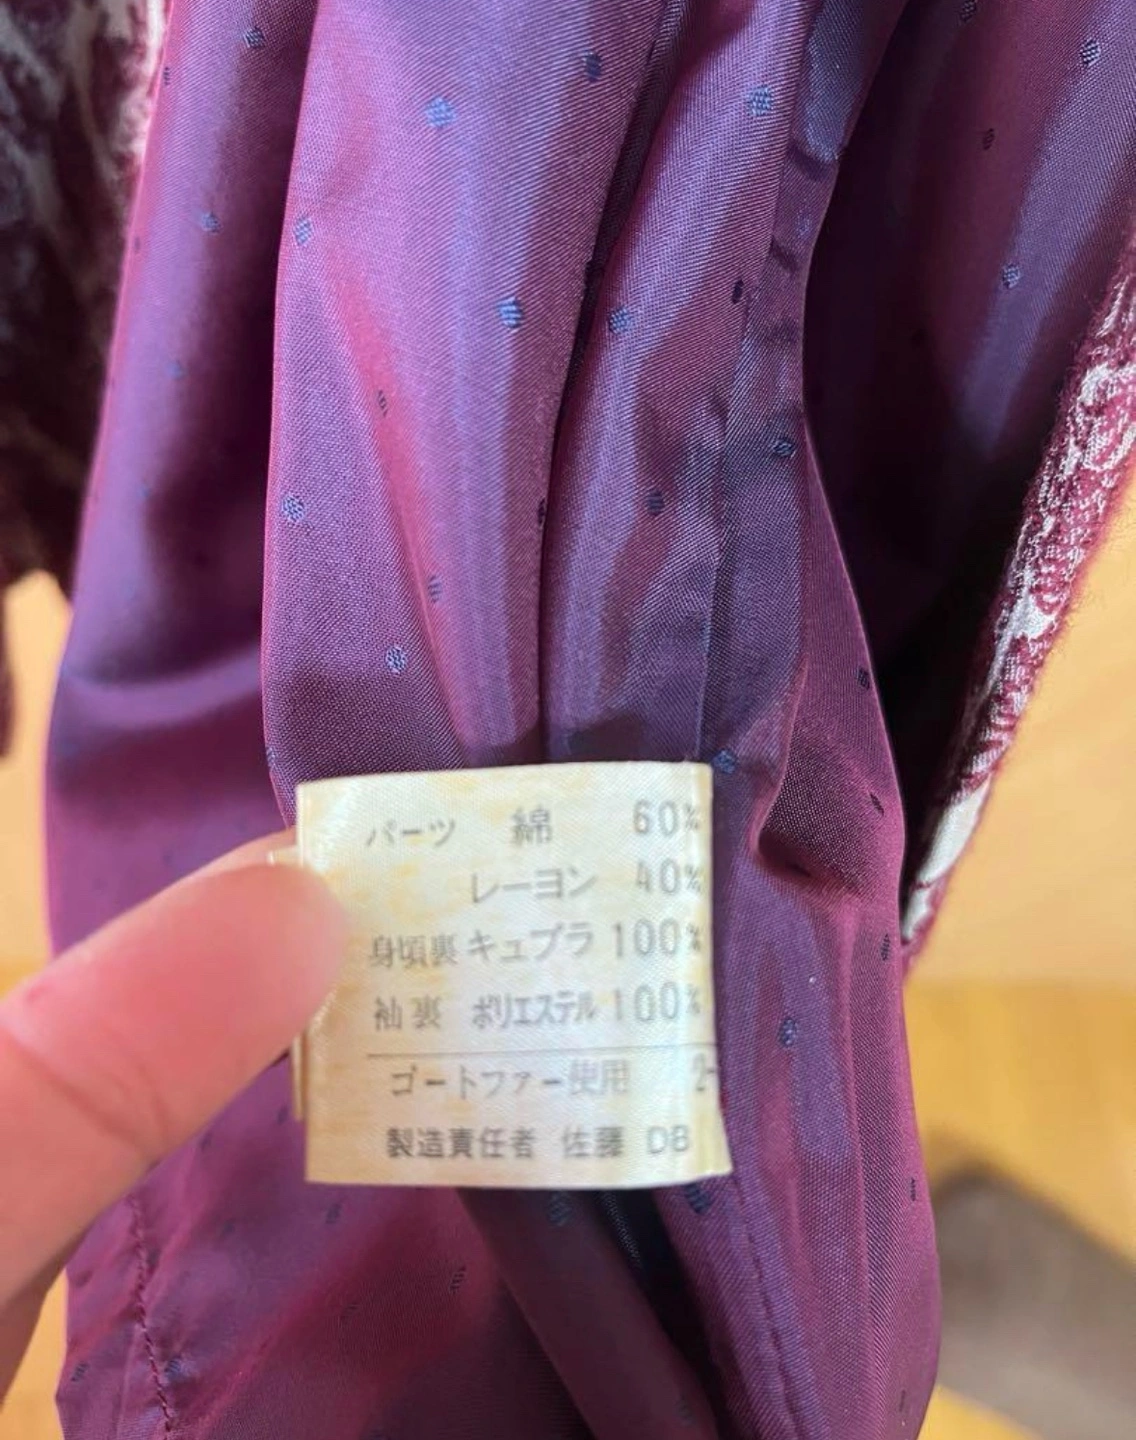 パーツ 綿 60%
レーヨン 40%
身頃裏 キュプラ 100%
袖裏 ポリエステル 100%
ゴートファー使用 2-
製造責任者 佐藤 DB